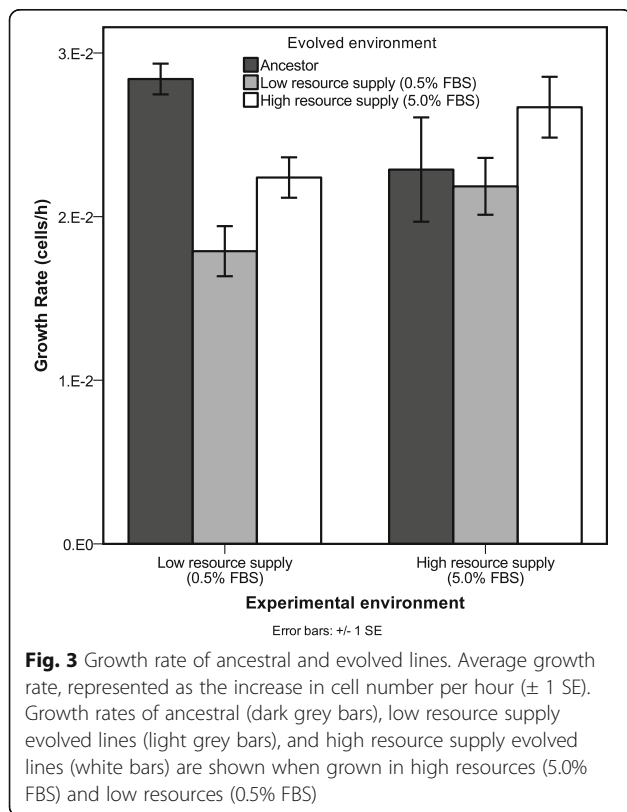 Evolved environment
Ancestor
Low resource supply (0.5% FBS)
High resource supply (5.0% FBS)
3.E-2
2.E-2
1.E-2
0.E0
Growth Rate (cells/h)
Low resource supply
(0.5% FBS)
High resource supply
(5.0% FBS)
Experimental environment
Error bars: +/- 1 SE
Fig. 3 Growth rate of ancestral and evolved lines. Average growth
rate, represented as the increase in cell number per hour (± 1 SE).
Growth rates of ancestral (dark grey bars), low resource supply
evolved lines (light grey bars), and high resource supply evolved
lines (white bars) are shown when grown in high resources (5.0%
FBS) and low resources (0.5% FBS)